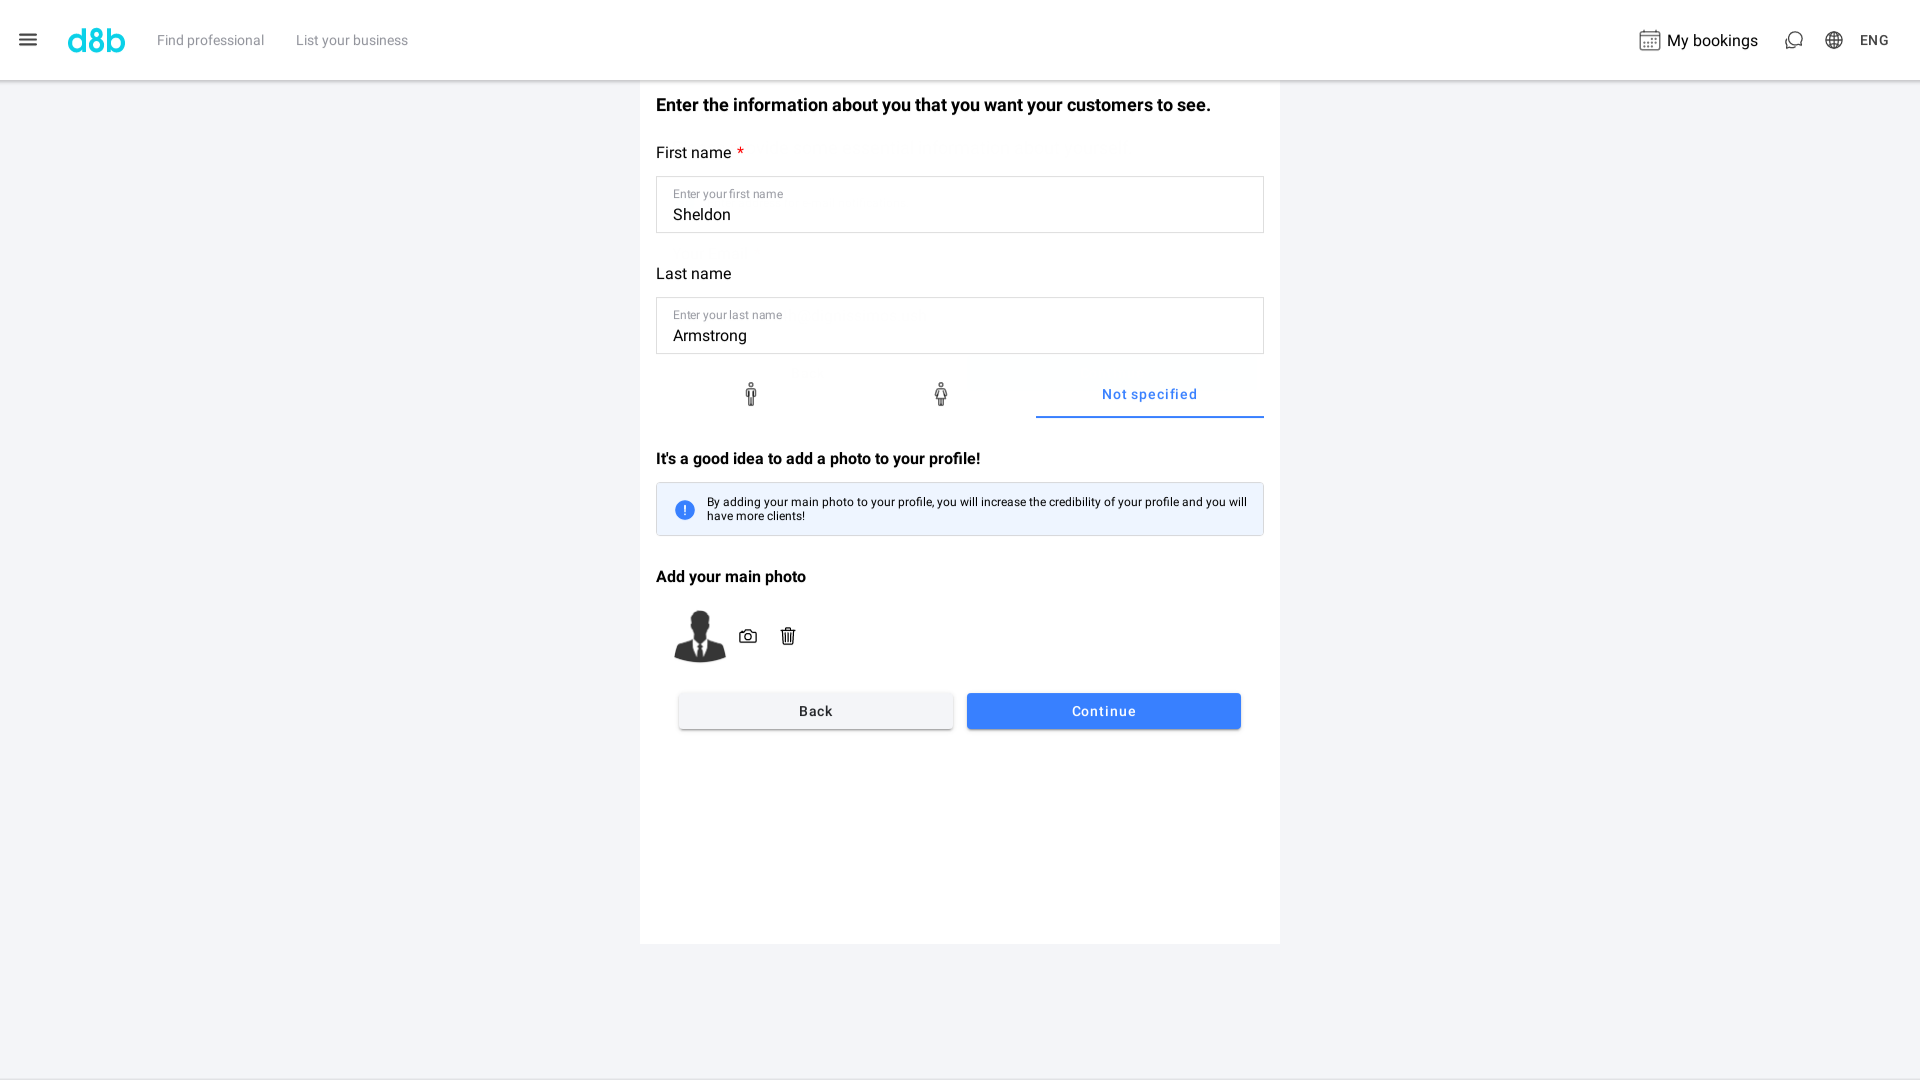 d8b
Find professional
List your business
My bookings
ENG
Enter the information about you that you want your customers to see.
First name *
Enter your first name
Sheldon
Last name
Enter your last name
Armstrong
Not specified
It's a good idea to add a photo to your profile!
By adding your main photo to your profile, you will increase the credibility of your profile and you will
have more clients!
Add your main photo
Back
Continue